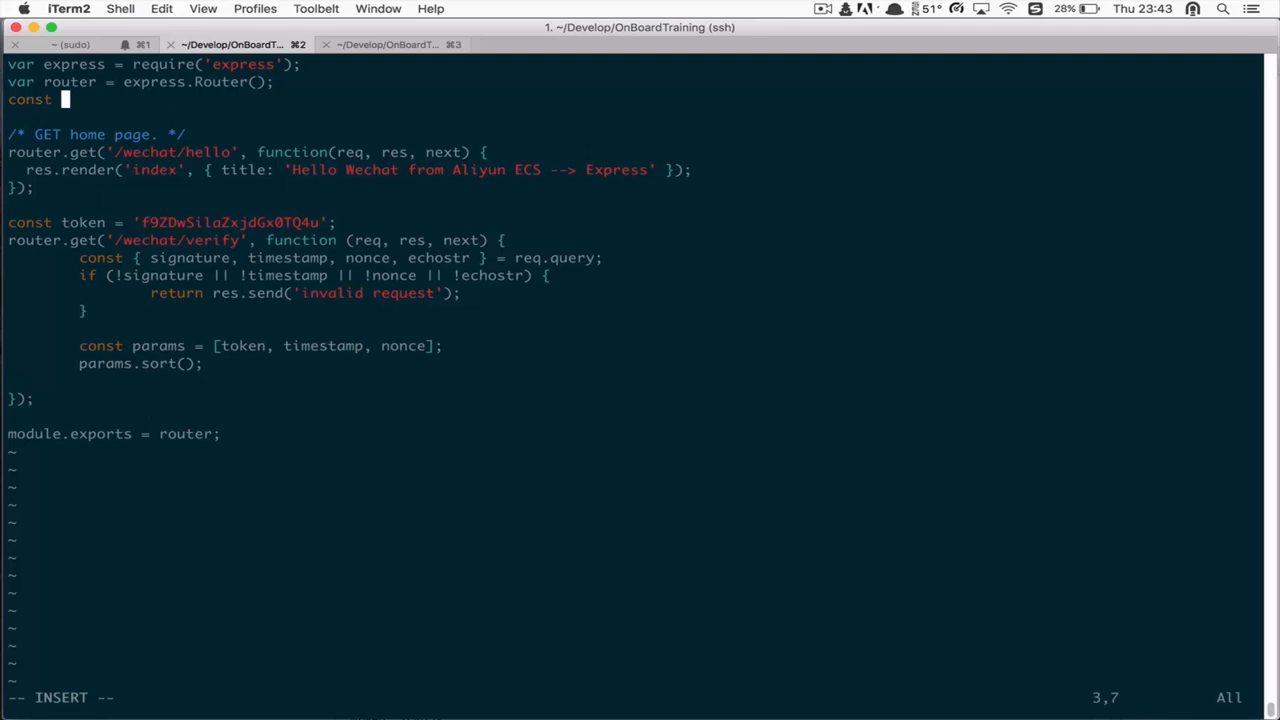 iTerm2 Shell Edit View Profiles Toolbelt Window Help 51° 28% Thu 23:43
1. ~/Develop/OnBoardTraining (ssh)
~ (sudo) ⌘1 ~/Develop/OnBoardT... ⌘2 ~/Develop/OnBoardT... ⌘3
var express = require('express');
var router = express.Router();
const
/* GET home page. */
router.get('/wechat/hello', function(req, res, next) {
  res.render('index', { title: 'Hello Wechat from Aliyun ECS --> Express' });
});
const token = 'f9ZDwSilaZxjdGx0TQ4u';
router.get('/wechat/verify', function (req, res, next) {
        const { signature, timestamp, nonce, echostr } = req.query;
        if (!signature || !timestamp || !nonce || !echostr) {
                return res.send('invalid request');
        }
        const params = [token, timestamp, nonce];
        params.sort();
});
module.exports = router;
~
~
~
~
~
~
~
~
~
~
~
~
~
~
-- INSERT -- 3,7 All